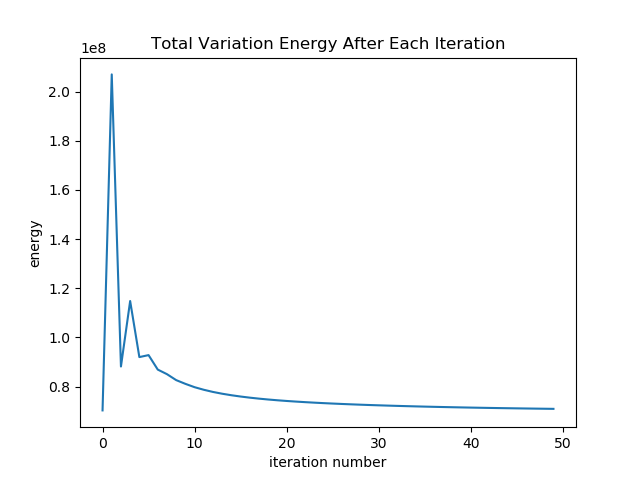 Total Variation Energy After Each Iteration
1e8
2.0
1.8
1.6
1.4
1.2
1.0
0.8
energy
0 10 20 30 40 50
iteration number